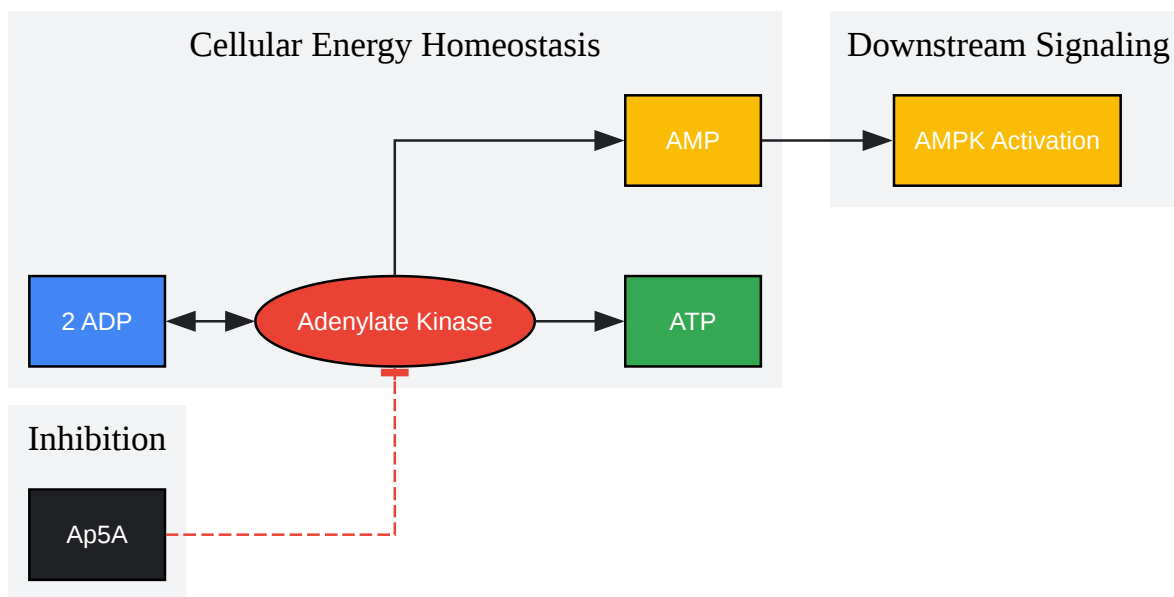 Cellular Energy Homeostasis
Downstream Signaling
AMP
AMPK Activation
2 ADP
Adenylate Kinase
ATP
Inhibition
Ap5A